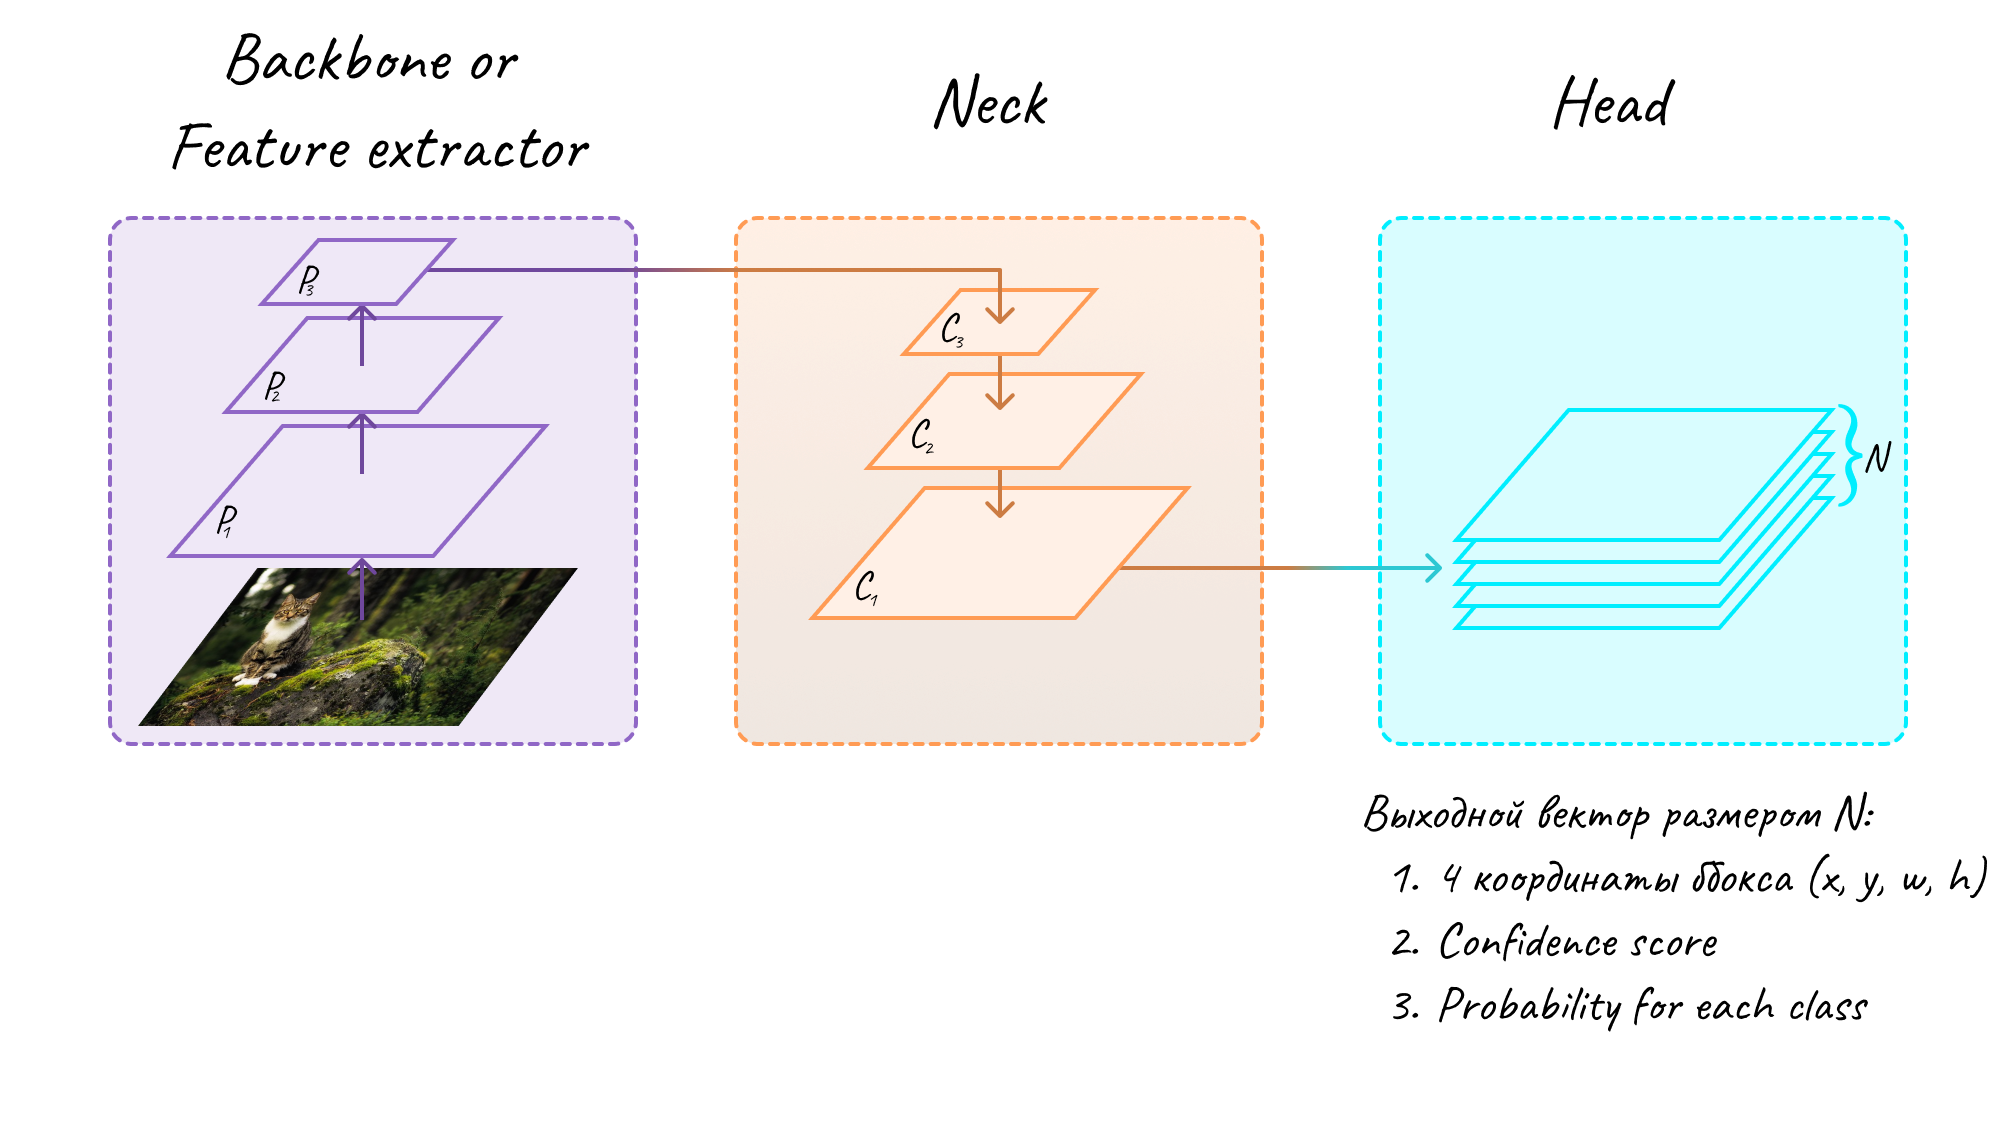 Backbone or
Feature extractor
Neck
Head
P3
P2
P1
C3
C2
C1
N
Выходной вектор размером N:
1. 4 координаты ббокса (x, y, w, h)
2. Confidence score
3. Probability for each class